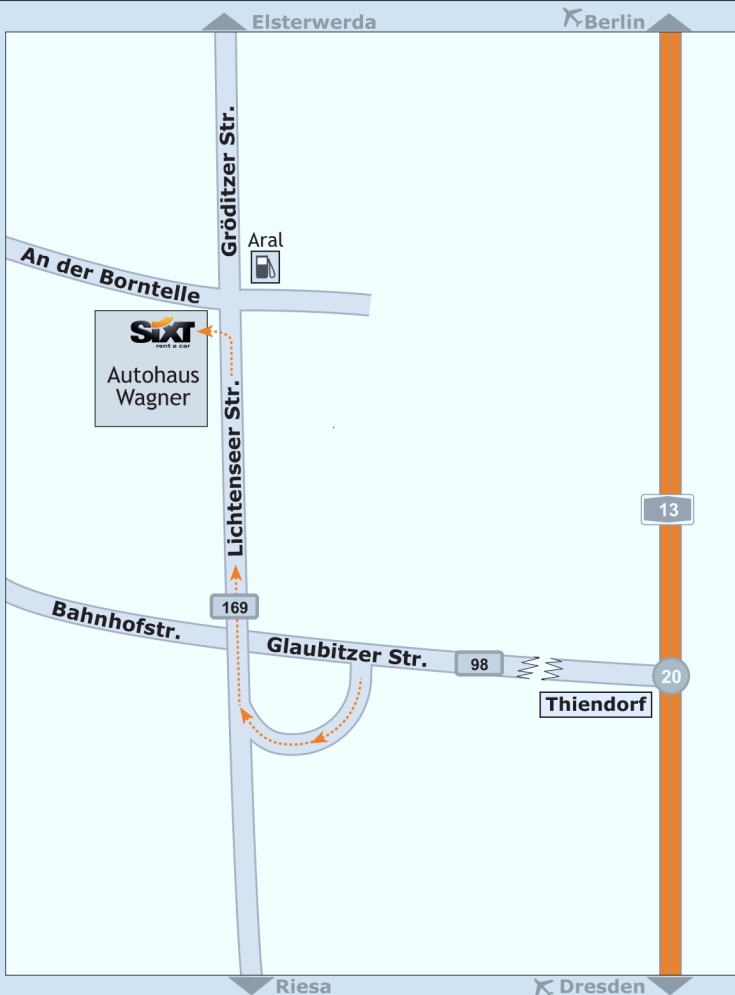 Elsterwerda
Berlin
Gröditzer Str.
Aral
An der Borntelle
SIXT
rent a car
Autohaus
Wagner
Lichtenseer Str.
13
169
Bahnhofstr.
Glaubitzer Str.
98
20
Thiendorf
Riesa
Dresden